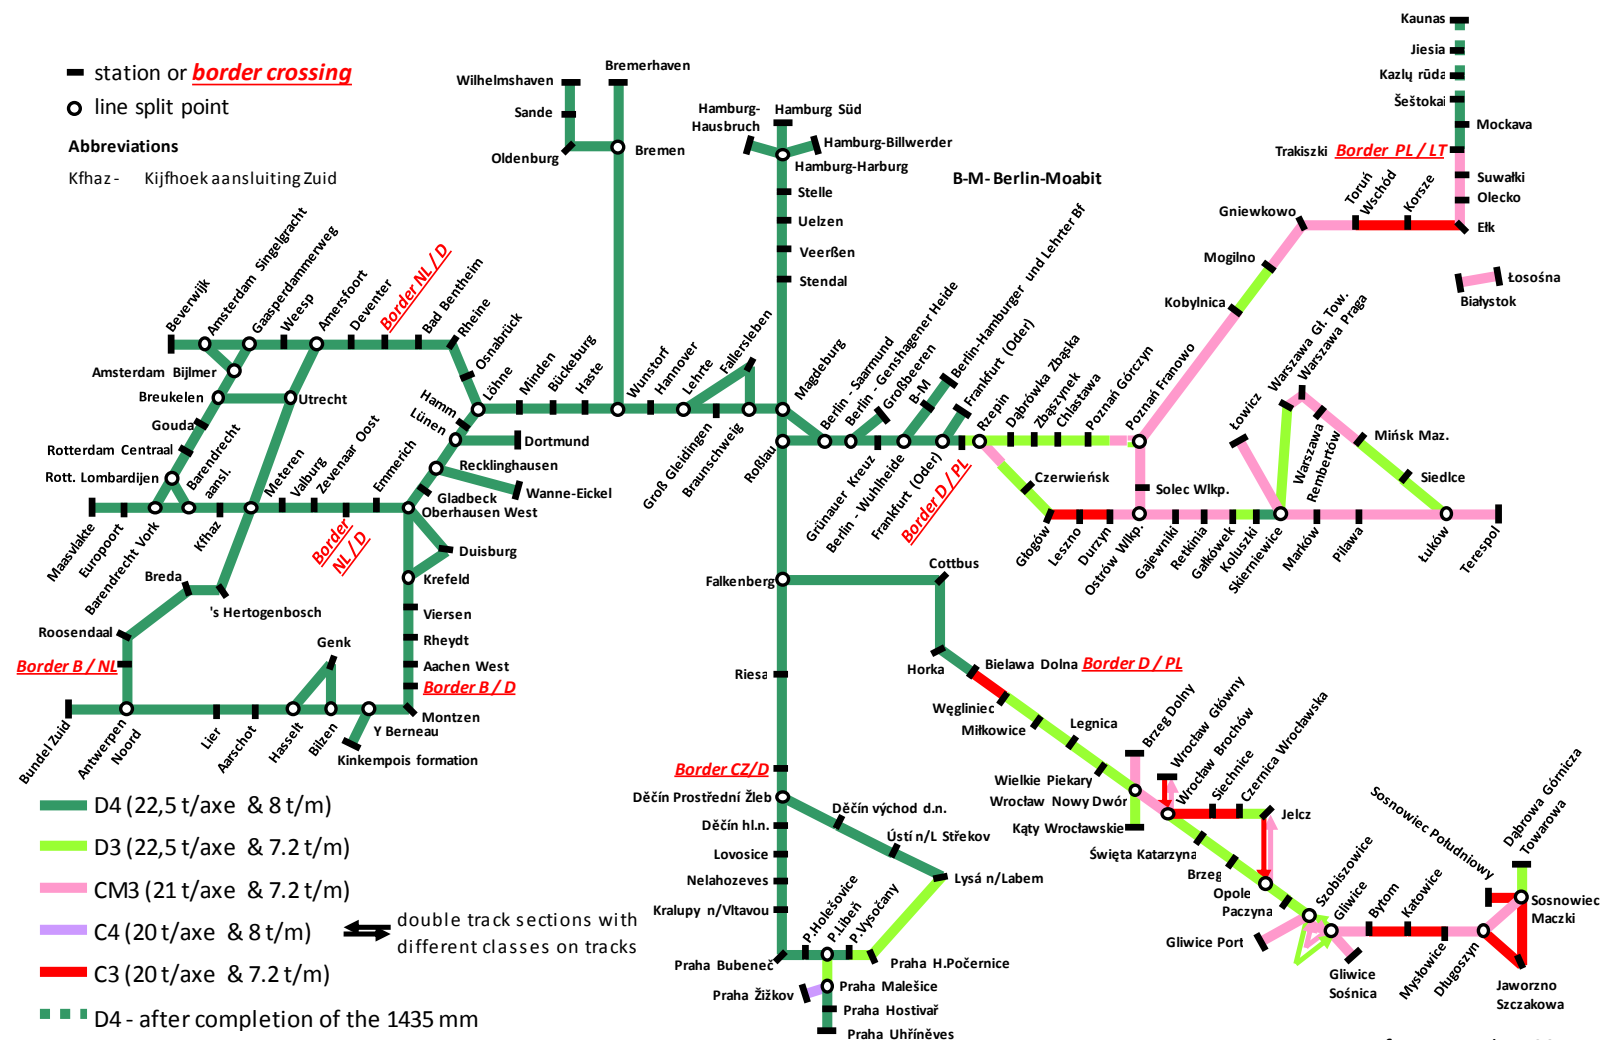 station or border crossing
line split point
Abbreviations
Kfhaz - Kijfhoek aansluiting Zuid
Wilhelmshaven
Sande
Oldenburg
Bremerhaven
Bremen
Hamburg-
Hausbruch
Hamburg Süd
Hamburg-Billwerder
Hamburg-Harburg
Stelle
Uelzen
Veerßen
Stendal
B-M- Berlin-Moabit
Kaunas
Jiesia
Kazlų rūda
Šeštokai
Mockava
Trakiszki Border PL / LT
Suwałki
Olecko
Ełk
Korsze
Toruń
Wschód
Gniewkowo
Mogilno
Kobylnica
Łosośna
Białystok
Beverwijk
Amsterdam Singelgracht
Gaasperdammerweg
Weesp
Amersfoort
Deventer
Border NL / D
Bad Bentheim
Rheine
Osnabrück
Löhne
Minden
Bückeburg
Haste
Wunstorf
Hannover
Lehrte
Fallersleben
Groß Gleidingen
Braunschweig
Magdeburg
Roßlau
Berlin - Saarmund
Berlin - Genshagener Heide
Großbeeren
B-M
Berlin-Hamburger und Lehrter Bf
Frankfurt (Oder)
Grünauer Kreuz
Berlin - Wuhlheide
Frankfurt (Oder)
Border D / PL
Rzepin
Dąbrówka Zbąska
Zbąszynek
Chlastawa
Poznań Górczyn
Poznań Franowo
Amsterdam Bijlmer
Breukelen
Utrecht
Gouda
Rotterdam Centraal
Rott. Lombardijen
Barendrecht
aansl.
Meteren
Valburg
Zevenaar Oost
Emmerich
Hamm
Lünen
Dortmund
Recklinghausen
Wanne-Eickel
Gladbeck
Oberhausen West
Maasvlakte
Europoort
Barendrecht Vork
Kfhaz
Border
NL / D
Duisburg
Krefeld
Viersen
Rheydt
Aachen West
Border B / D
Montzen
Breda
's Hertogenbosch
Roosendaal
Border B / NL
Genk
Bundel Zuid
Antwerpen
Noord
Lier
Aarschot
Hasselt
Bilzen
Y Berneau
Kinkempois formation
Czerwieńsk
Solec Wlkp.
Głogów
Leszno
Durzyn
Ostrów Wlkp.
Gajewniki
Retkinia
Gałkówek
Koluszki
Skierniewice
Łowicz
Warszawa Gł. Tow.
Warszawa Praga
Warszawa
Rembertów
Mińsk Maz.
Siedlce
Marków
Pilawa
Łuków
Terespol
Falkenberg
Cottbus
Horka
Riesa
Bielawa Dolna Border D / PL
Węgliniec
Miłkowice
Legnica
Wielkie Piekary
Wrocław Nowy Dwór
Kąty Wrocławskie
Brzeg Dolny
Wrocław Główny
Wrocław Brochów
Siechnice
Czernica Wrocławska
Jelcz
Święta Katarzyna
Brzeg
Opole
Paczyna
Szobiszowice
Gliwice
Gliwice Port
Gliwice
Sośnica
Bytom
Katowice
Mysłowice
Długoszyn
Sosnowiec Południowy
Dąbrowa Górnicza
Towarowa
Sosnowiec
Maczki
Jaworzno
Szczakowa
Border CZ/D
Děčín Prostřední Žleb
Děčín východ d.n.
Děčín hl.n.
Ústí n/L Střekov
Lovosice
Nelahozeves
Lysá n/Labem
Kralupy n/Vltavou
P.Holešovice
P.Libeň
P.Vysočany
Praha Bubeneč
Praha H.Počernice
Praha Malešice
Praha Žižkov
Praha Hostivař
Praha Uhříněves
D4 (22,5 t/axe & 8 t/m)
D3 (22,5 t/axe & 7.2 t/m)
CM3 (21 t/axe & 7.2 t/m)
C4 (20 t/axe & 8 t/m)
C3 (20 t/axe & 7.2 t/m)
D4 - after completion of the 1435 mm
double track sections with
different classes on tracks